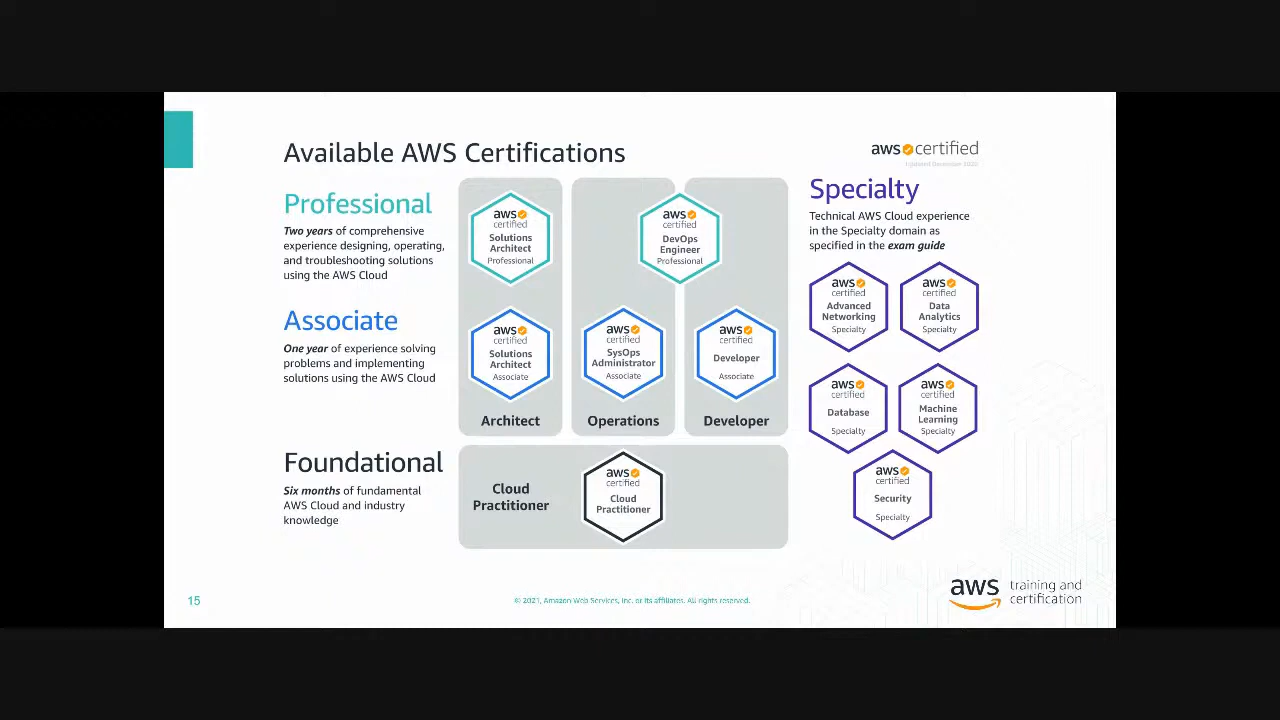 Available AWS Certifications
aws certified
Updated December 2022
Professional
Two years of comprehensive
experience designing, operating,
and troubleshooting solutions
using the AWS Cloud
Associate
One year of experience solving
problems and implementing
solutions using the AWS Cloud
Foundational
Six months of fundamental
AWS Cloud and industry
knowledge
aws
certified
Solutions
Architect
Professional
aws
certified
DevOps
Engineer
Professional
aws
certified
Solutions
Architect
Associate
aws
certified
SysOps
Administrator
Associate
aws
certified
Developer
Associate
Architect
Operations
Developer
Cloud
Practitioner
aws
certified
Cloud
Practitioner
Specialty
Technical AWS Cloud experience
in the Specialty domain as
specified in the exam guide
aws
certified
Advanced
Networking
Specialty
aws
certified
Data
Analytics
Specialty
aws
certified
Database
Specialty
aws
certified
Machine
Learning
Specialty
aws
certified
Security
Specialty
15
© 2021, Amazon Web Services, Inc. or its affiliates. All rights reserved.
aws
training and
certification